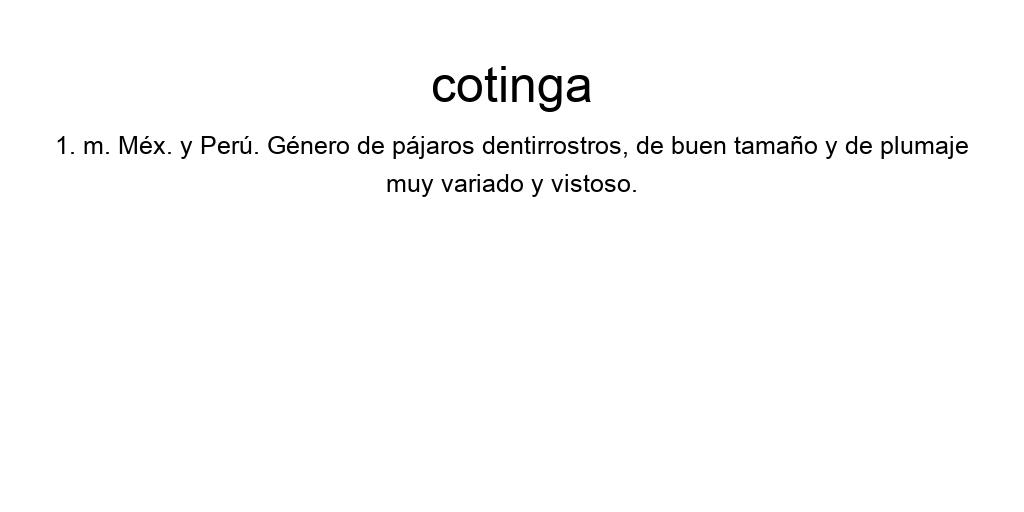 cotinga
1. m. Méx. y Perú. Género de pájaros dentirrostros, de buen tamaño y de plumaje
muy variado y vistoso.